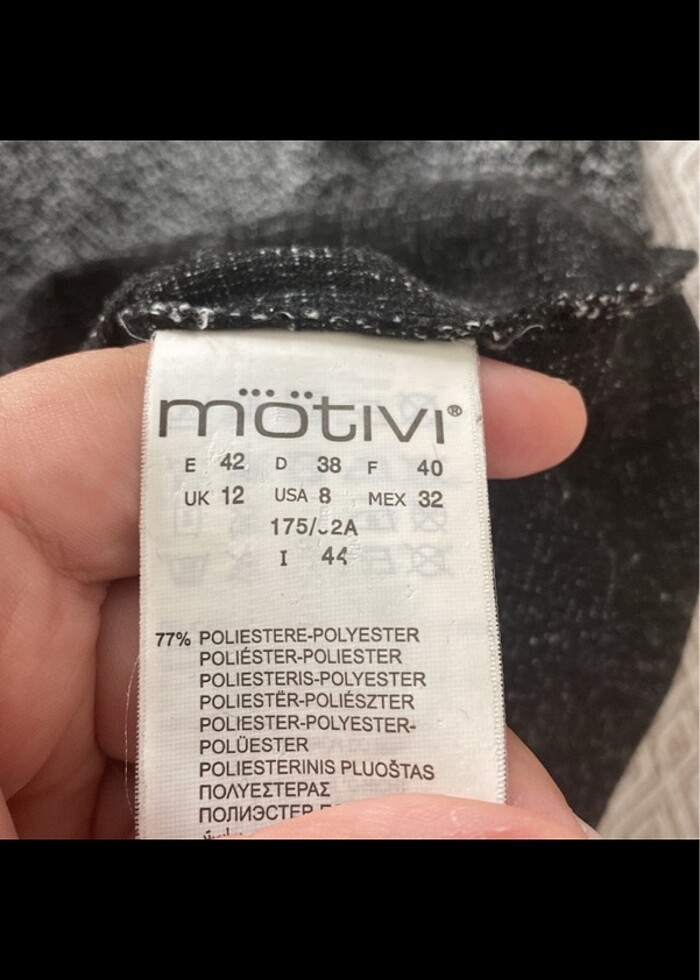 mötivi®
E 42 D 38 F 40
UK 12 USA 8 MEX 32
I 44
77% POLIESTERE-POLYESTER
POLIÉSTER-POLIESTER
POLIESTERIS-POLYESTER
POLIESTËR-POLIÉSZTER
POLIESTER-POLYESTER-
POLÜESTER
POLIESTERINIS PLUOŠTAS
ΠΟΛΥΕΣΤΕΡΑΣ
ПОЛИЭСТЕР